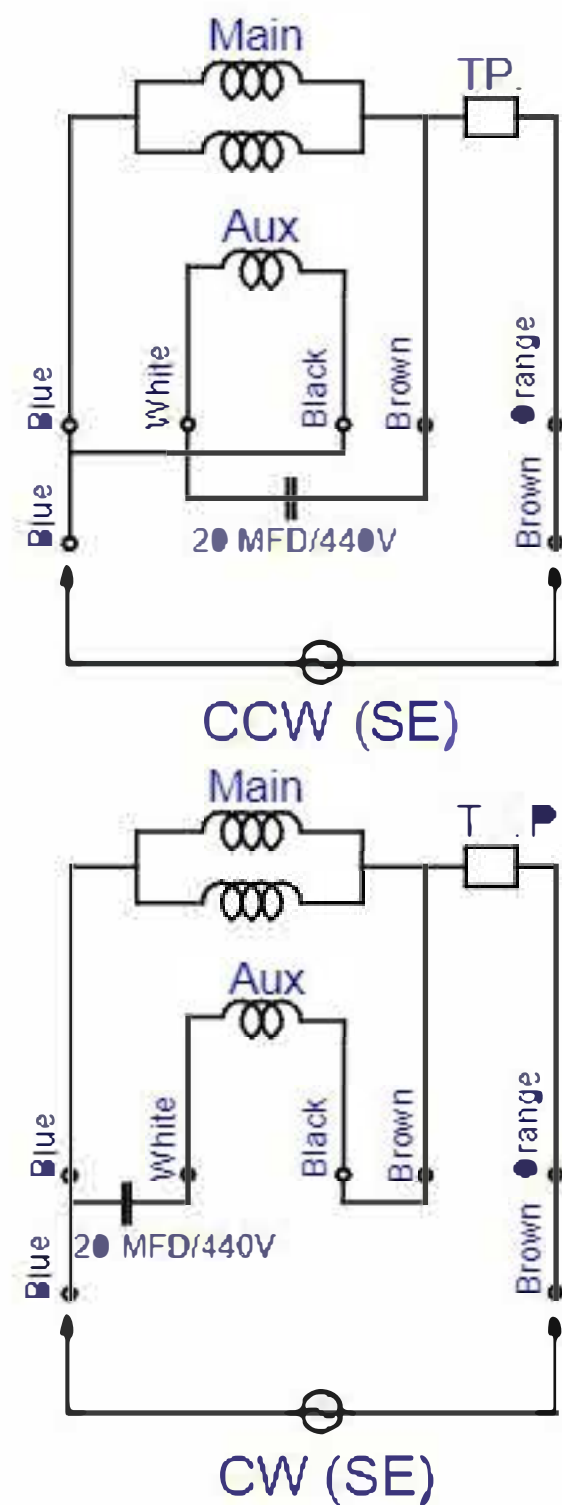 Main
TP.
Aux
Blue
White
Black
Brown
Orange
Blue
Brown
20 MFD/440V
CCW (SE)
Main
T .P
Aux
Blue
White
Black
Brown
Orange
20 MFD/440V
Blue
Brown
CW (SE)